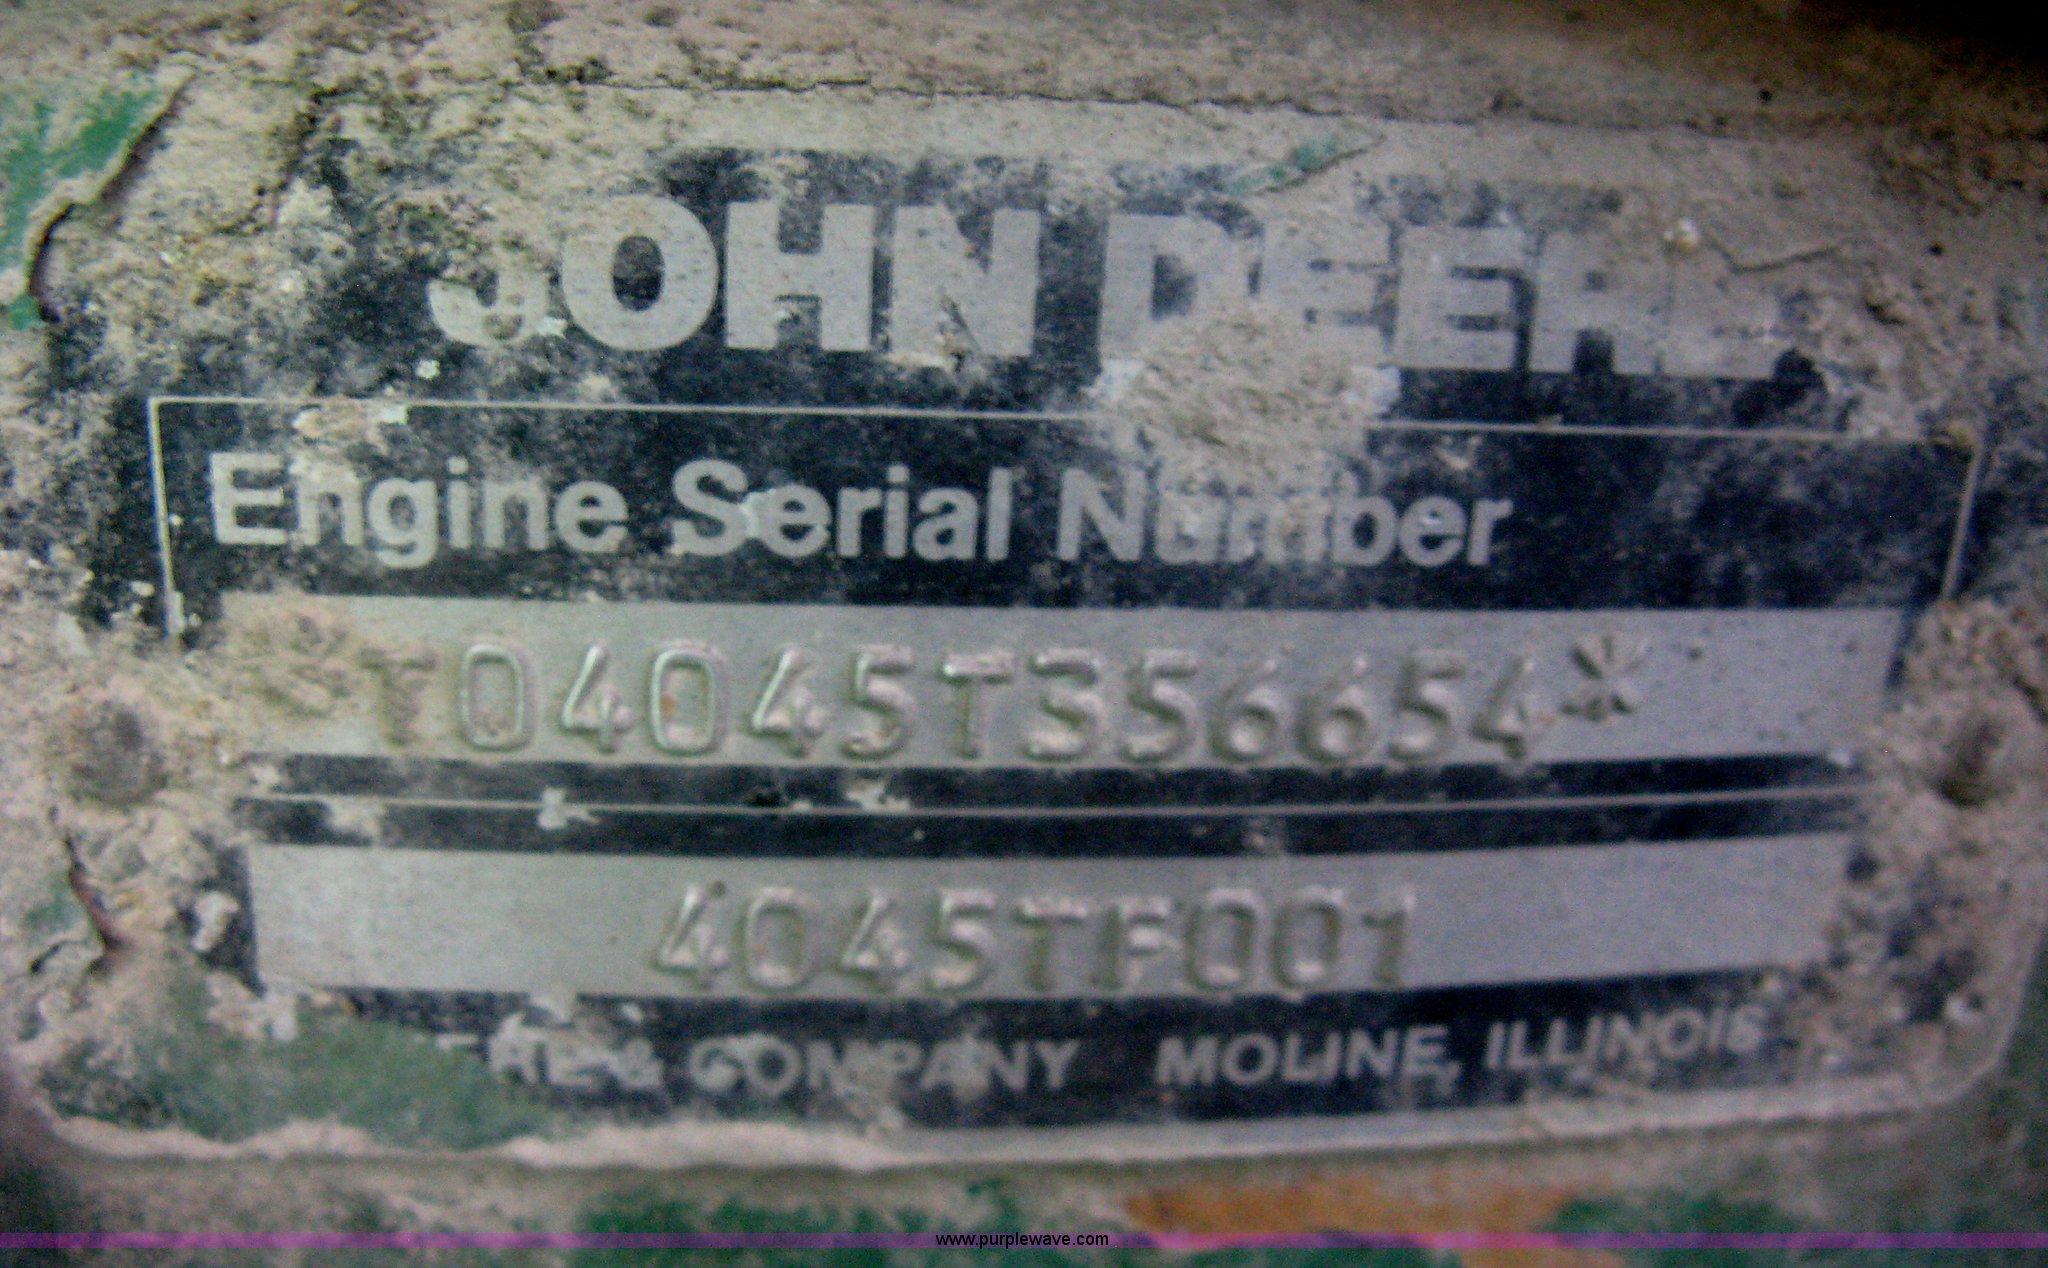 JOHN DEERE
Engine Serial Number
T04045T356654*
4045TF001
& COMPANY MOLINE, ILLINOIS
www.purplewave.com